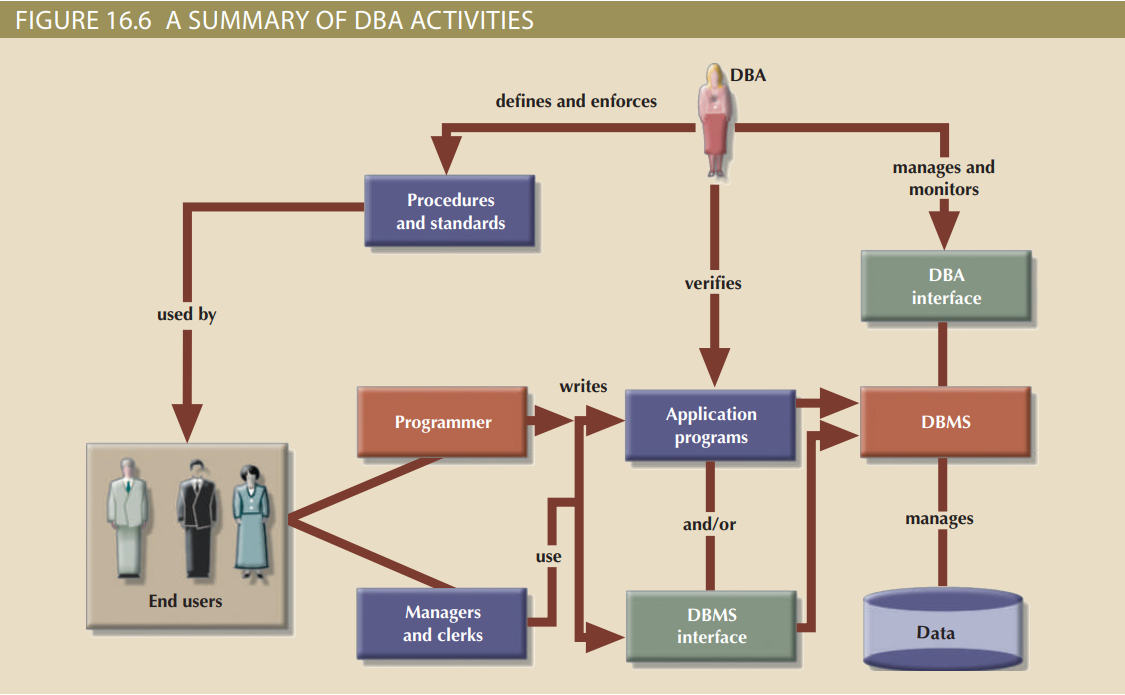 FIGURE 16.6 A SUMMARY OF DBA ACTIVITIES
DBA
defines and enforces
manages and
monitors
Procedures
and standards
verifies
DBA
interface
used by
writes
Programmer
Application
programs
DBMS
and/or
manages
use
End users
Managers
and clerks
DBMS
interface
Data